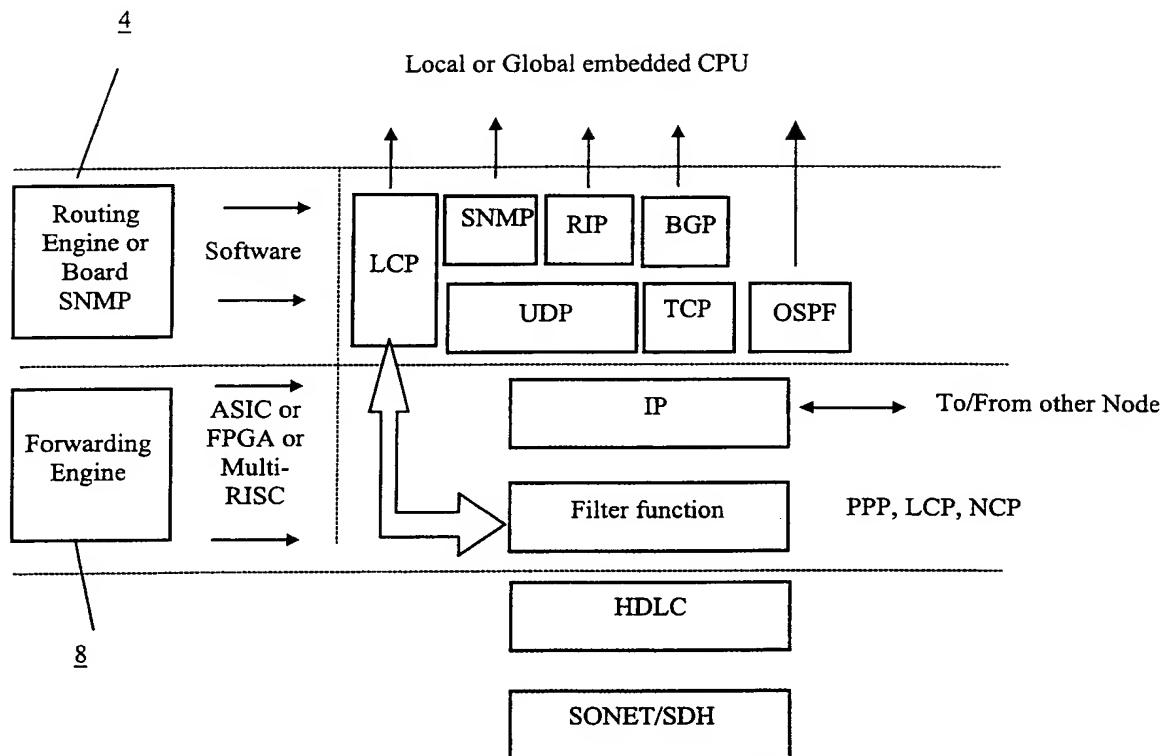 4
Local or Global embedded CPU
Routing
Engine or
Board
SNMP
Software
LCP
SNMP
RIP
BGP
UDP
TCP
OSPF
Forwarding
Engine
ASIC or
FPGA or
Multi-
RISC
IP
To/From other Node
Filter function
PPP, LCP, NCP
HDLC
8
SONET/SDH